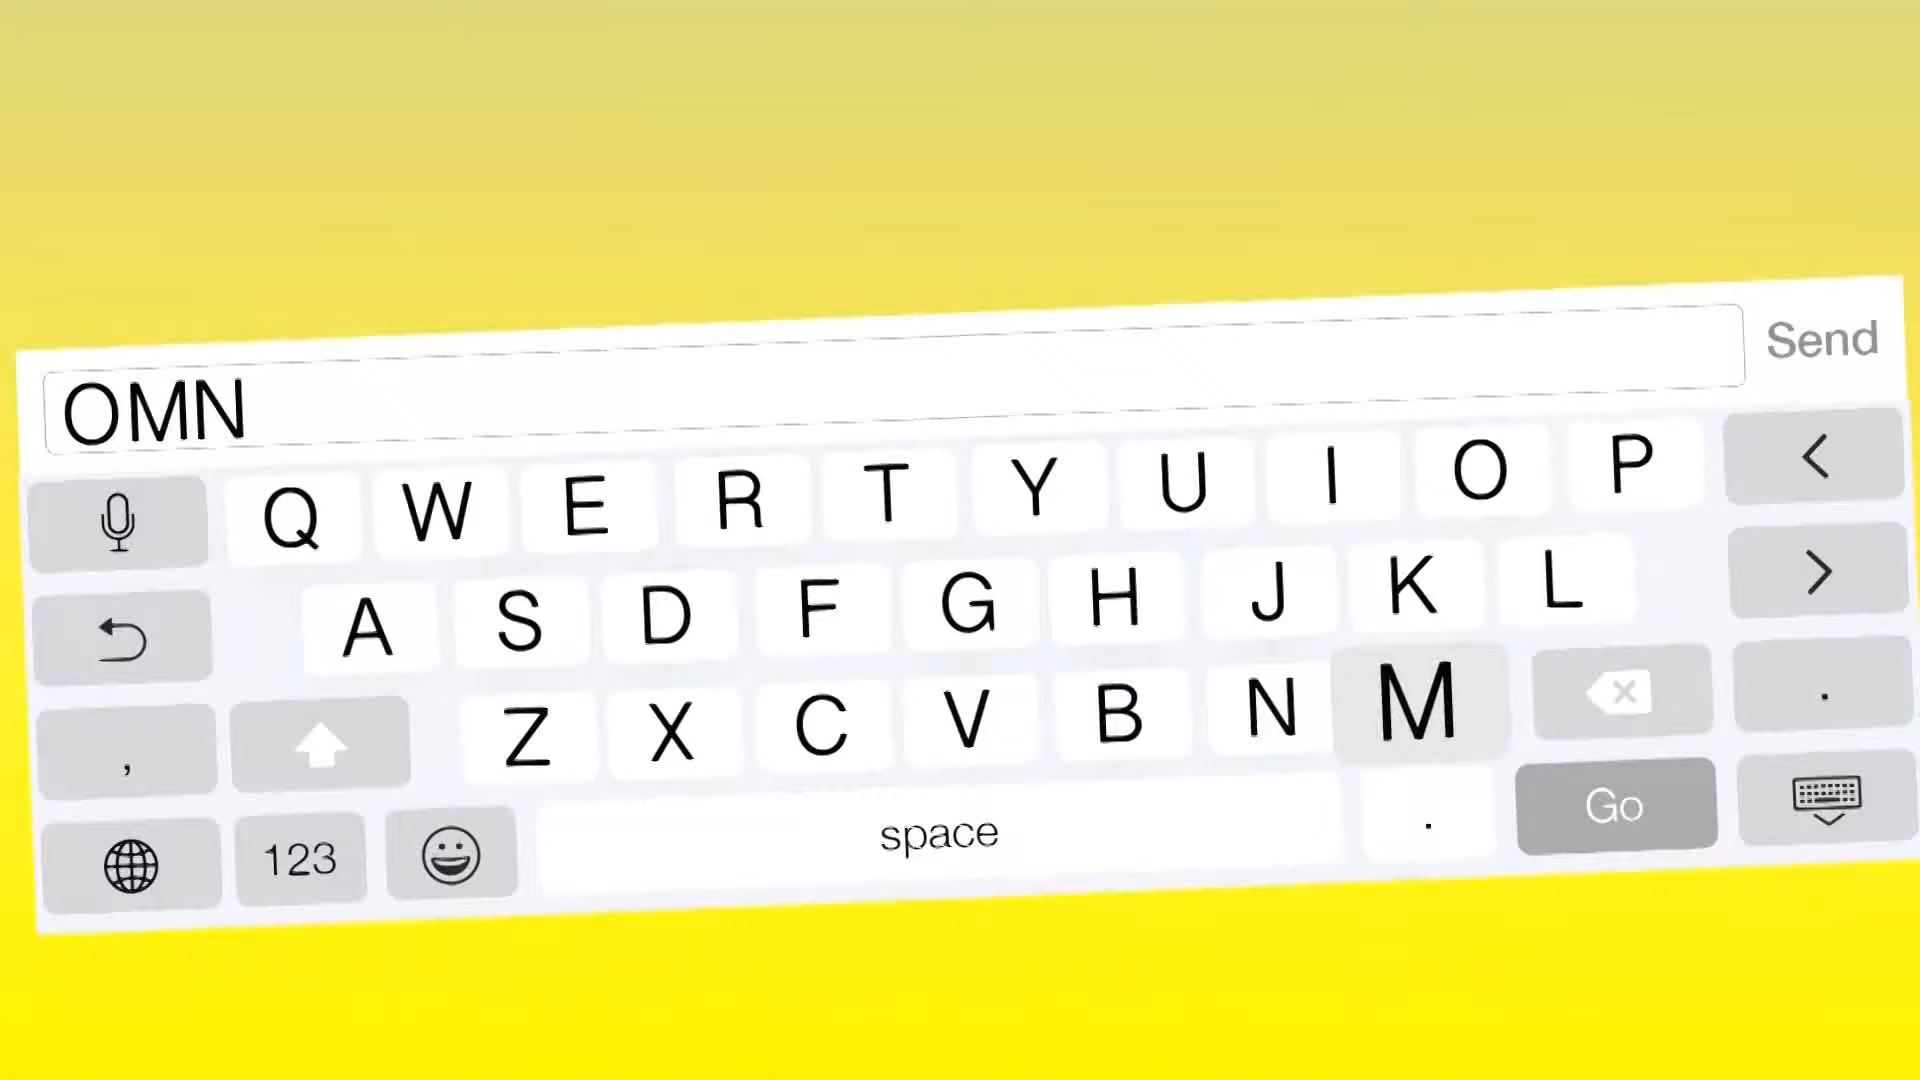 OMN Send
Q W E R T Y U I O P <
A S D F G H J K L >
, Z X C V B N M .
123 space . Go